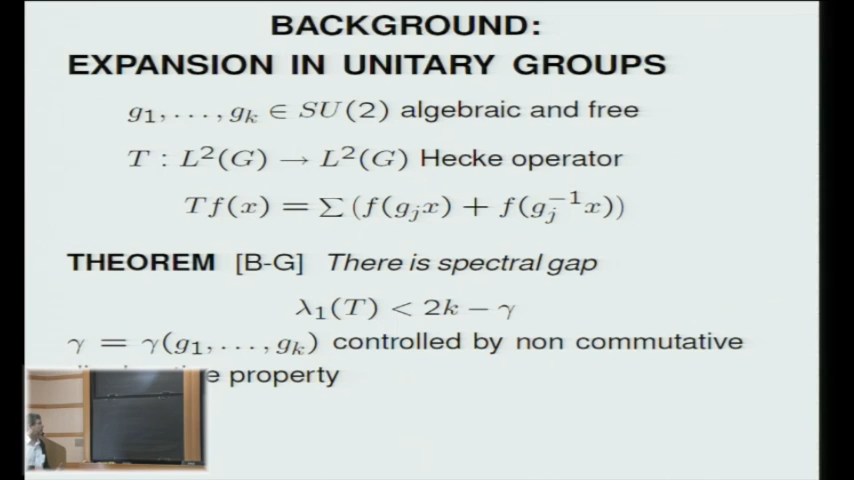 BACKGROUND:
EXPANSION IN UNITARY GROUPS
g₁, . . . , gₖ ∈ SU(2) algebraic and free
T : L²(G) → L²(G) Hecke operator
Tf(x) = ∑ (f(gⱼx) + f(gⱼ⁻¹x))
THEOREM [B-G] There is spectral gap
λ₁(T) < 2k − γ
γ = γ(g₁, . . . , gₖ) controlled by non commutative
property